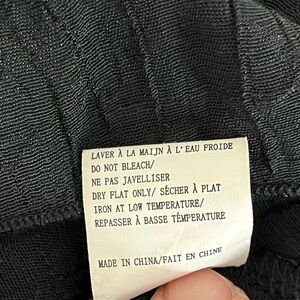 LAVER À LA MAIJN À L'EAU FROIDE
DO NOT BLEACH/
NE PAS JAVELLISER
DRY FLAT ONLY/ SÉCHER À PLAT
IRON AT LOW TEMPERATURE/
REPASSER À BASSE TÉMPERATURE
MADE IN CHINA/FAIT EN CHINE